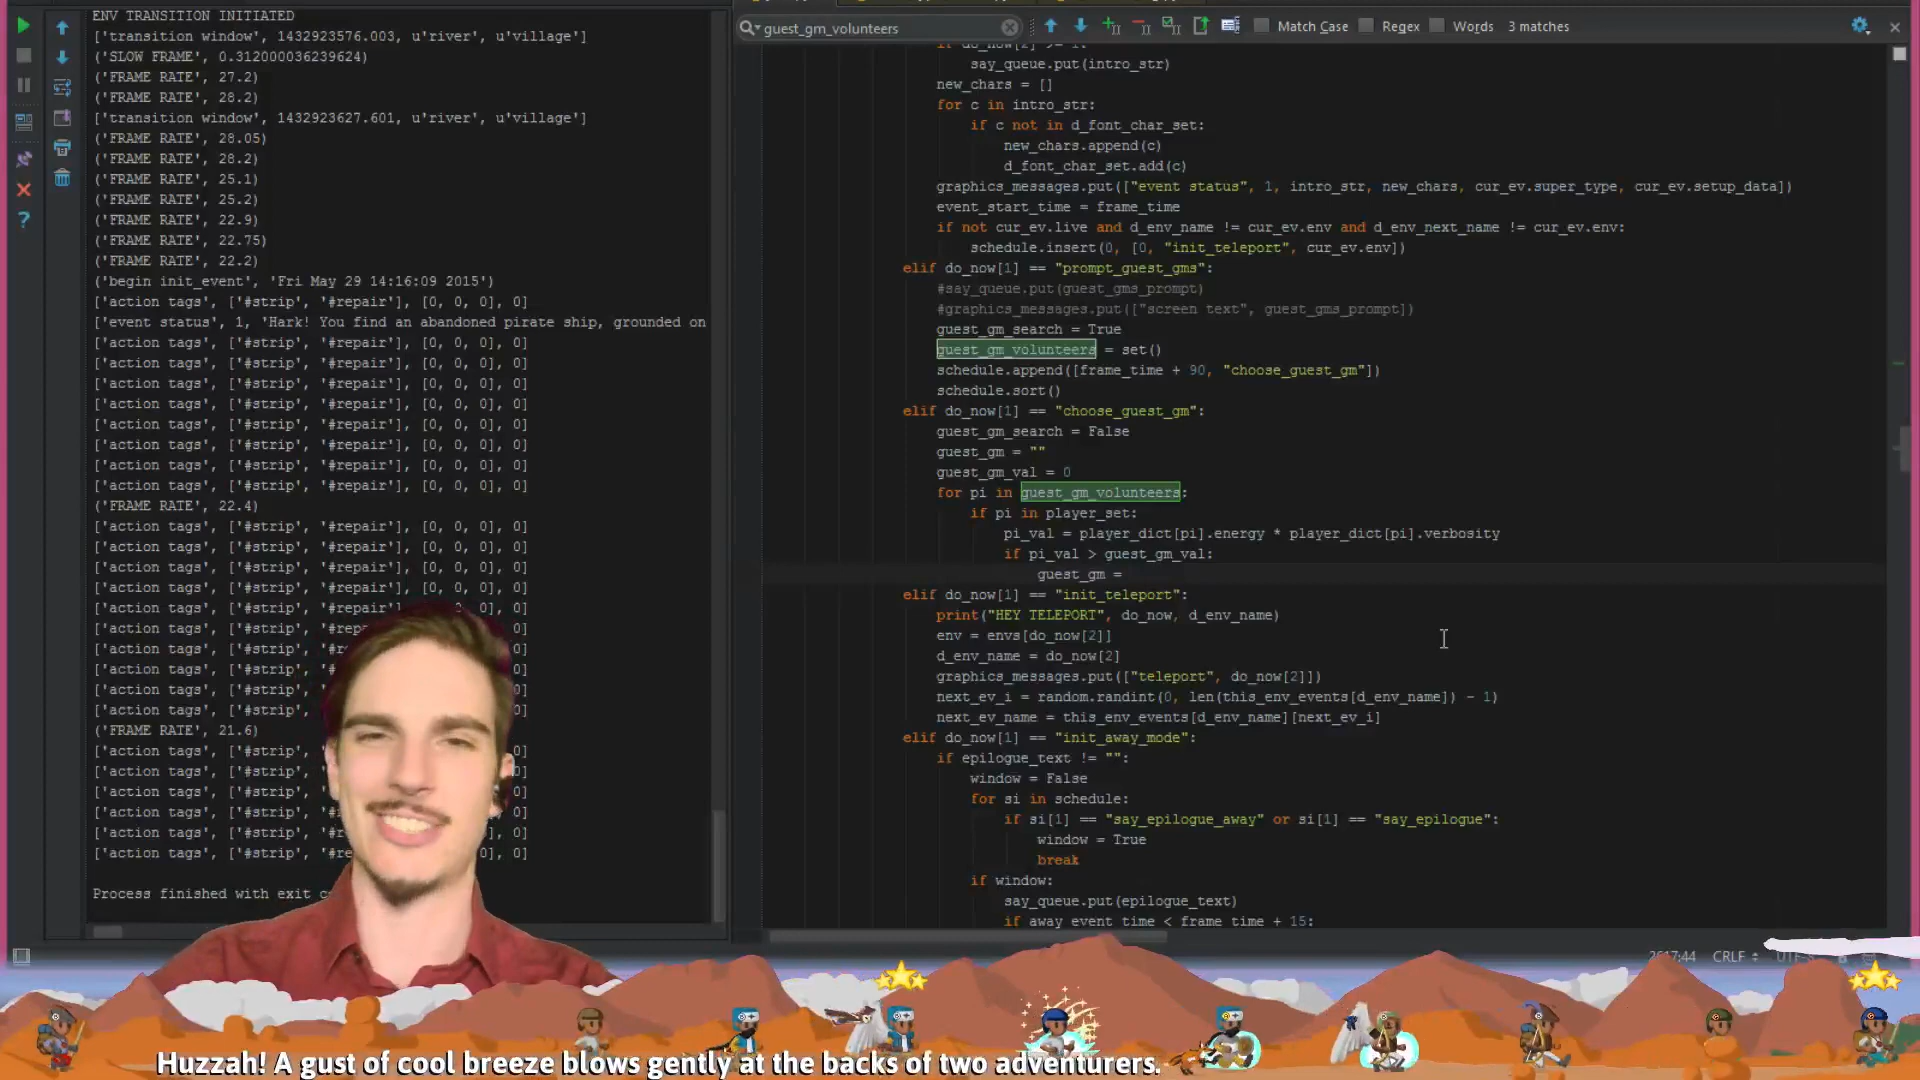 ENV TRANSITION INITIATED
['transition window', 1432923576.003, u'river', u'village']
('SLOW FRAME', 0.312000036239624)
('FRAME RATE', 27.2)
('FRAME RATE', 28.2)
['transition window', 1432923627.601, u'river', u'village']
('FRAME RATE', 28.05)
('FRAME RATE', 28.2)
('FRAME RATE', 25.1)
('FRAME RATE', 25.2)
('FRAME RATE', 22.9)
('FRAME RATE', 22.75)
('FRAME RATE', 22.2)
('begin init_event', 'Fri May 29 14:16:09 2015')
['action tags', ['#strip', '#repair'], [0, 0, 0], 0]
['event status', 1, 'Hark! You find an abandoned pirate ship, grounded on
['action tags', ['#strip', '#repair'], [0, 0, 0], 0]
['action tags', ['#strip', '#repair'], [0, 0, 0], 0]
['action tags', ['#strip', '#repair'], [0, 0, 0], 0]
['action tags', ['#strip', '#repair'], [0, 0, 0], 0]
['action tags', ['#strip', '#repair'], [0, 0, 0], 0]
['action tags', ['#strip', '#repair'], [0, 0, 0], 0]
['action tags', ['#strip', '#repair'], [0, 0, 0], 0]
['action tags', ['#strip', '#repair'], [0, 0, 0], 0]
('FRAME RATE', 22.4)
['action tags', ['#strip', '#repair'], [0, 0, 0], 0]
['action tags', ['#strip', '#repair'], [0, 0, 0], 0]
['action tags', ['#strip', '#repair'], [0, 0, 0], 0]
['action tags', ['#strip', '#repair'], [0, 0, 0], 0]
['action tags', ['#strip', '#repair'], 0], 0]
['action tags', ['#strip', '#rep 0]
['action tags', ['#strip', '#r 0]
['action tags', ['#strip', '# 0]
['action tags', ['#strip', '# 0]
['action tags', ['#strip', '# 0]
('FRAME RATE', 21.6)
['action tags', ['#strip', '# 0]
['action tags', ['#strip', '# 0]
['action tags', ['#strip', '# 0]
['action tags', ['#strip', '# , 0]
['action tags', ['#strip', '#r , 0]
['action tags', ['#strip', '#re 0], 0]
Process finished with exit
guest_gm_volunteers Match Case Regex Words 3 matches
say_queue.put(intro_str)
new_chars = []
for c in intro_str:
if c not in d_font_char_set:
new_chars.append(c)
d_font_char_set.add(c)
graphics_messages.put(["event status", 1, intro_str, new_chars, cur_ev.super_type, cur_ev.setup_data])
event_start_time = frame_time
if not cur_ev.live and d_env_name != cur_ev.env and d_env_next_name != cur_ev.env:
schedule.insert(0, [0, "init_teleport", cur_ev.env])
elif do_now[1] == "prompt_guest_gms":
#say_queue.put(guest_gms_prompt)
#graphics_messages.put(["screen text", guest_gms_prompt])
guest_gm_search = True
guest_gm_volunteers = set()
schedule.append([frame_time + 90, "choose_guest_gm"])
schedule.sort()
elif do_now[1] == "choose_guest_gm":
guest_gm_search = False
guest_gm = ""
guest_gm_val = 0
for pi in guest_gm_volunteers:
if pi in player_set:
pi_val = player_dict[pi].energy * player_dict[pi].verbosity
if pi_val > guest_gm_val:
guest_gm =
elif do_now[1] == "init_teleport":
print("HEY TELEPORT", do_now, d_env_name)
env = envs[do_now[2]]
d_env_name = do_now[2]
graphics_messages.put(["teleport", do_now[2]])
next_ev_i = random.randint(0, len(this_env_events[d_env_name]) - 1)
next_ev_name = this_env_events[d_env_name][next_ev_i]
elif do_now[1] == "init_away_mode":
if epilogue_text != "":
window = False
for si in schedule:
if si[1] == "say_epilogue_away" or si[1] == "say_epilogue":
window = True
break
if window:
say_queue.put(epilogue_text)
if away_event_time < frame_time + 15:
CRLF
Huzzah! A gust of cool breeze blows gently at the backs of two adventurers.